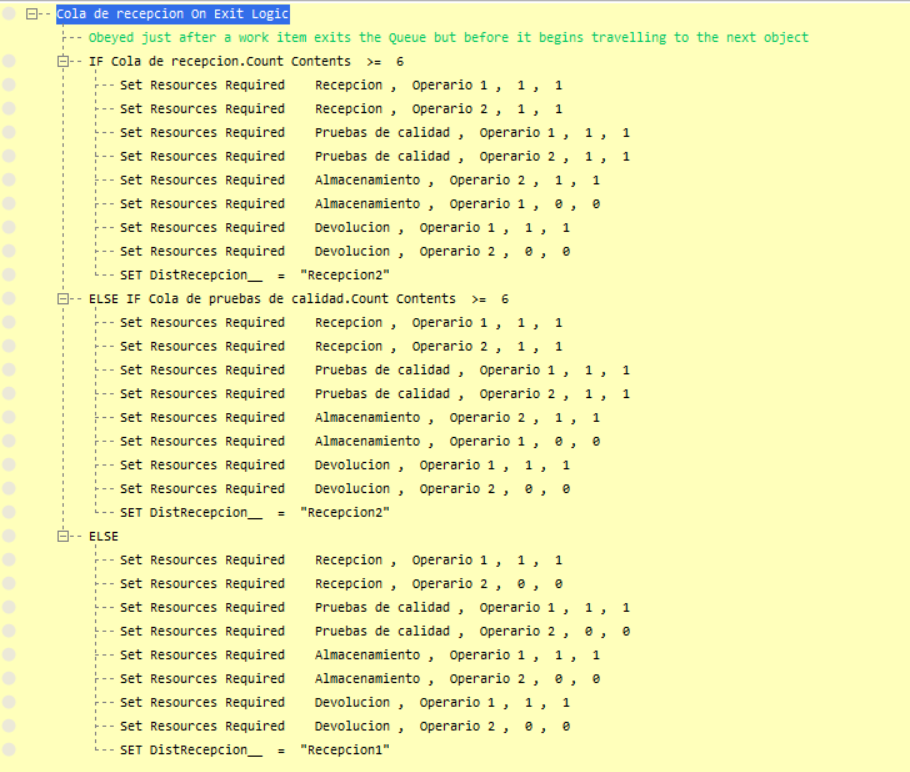 Cola de recepcion On Exit Logic
Obeyed just after a work item exits the Queue but before it begins travelling to the next object
IF Cola de recepcion.Count Contents >= 6
Set Resources Required Recepcion , Operario 1 , 1 , 1
Set Resources Required Recepcion , Operario 2 , 1 , 1
Set Resources Required Pruebas de calidad , Operario 1 , 1 , 1
Set Resources Required Pruebas de calidad , Operario 2 , 1 , 1
Set Resources Required Almacenamiento , Operario 2 , 1 , 1
Set Resources Required Almacenamiento , Operario 1 , 0 , 0
Set Resources Required Devolucion , Operario 1 , 1 , 1
Set Resources Required Devolucion , Operario 2 , 0 , 0
SET DistRecepcion__ = "Recepcion2"
ELSE IF Cola de pruebas de calidad.Count Contents >= 6
Set Resources Required Recepcion , Operario 1 , 1 , 1
Set Resources Required Recepcion , Operario 2 , 1 , 1
Set Resources Required Pruebas de calidad , Operario 1 , 1 , 1
Set Resources Required Pruebas de calidad , Operario 2 , 1 , 1
Set Resources Required Almacenamiento , Operario 2 , 1 , 1
Set Resources Required Almacenamiento , Operario 1 , 0 , 0
Set Resources Required Devolucion , Operario 1 , 1 , 1
Set Resources Required Devolucion , Operario 2 , 0 , 0
SET DistRecepcion__ = "Recepcion2"
ELSE
Set Resources Required Recepcion , Operario 1 , 1 , 1
Set Resources Required Recepcion , Operario 2 , 0 , 0
Set Resources Required Pruebas de calidad , Operario 1 , 1 , 1
Set Resources Required Pruebas de calidad , Operario 2 , 0 , 0
Set Resources Required Almacenamiento , Operario 1 , 1 , 1
Set Resources Required Almacenamiento , Operario 2 , 0 , 0
Set Resources Required Devolucion , Operario 1 , 1 , 1
Set Resources Required Devolucion , Operario 2 , 0 , 0
SET DistRecepcion__ = "Recepcion1"